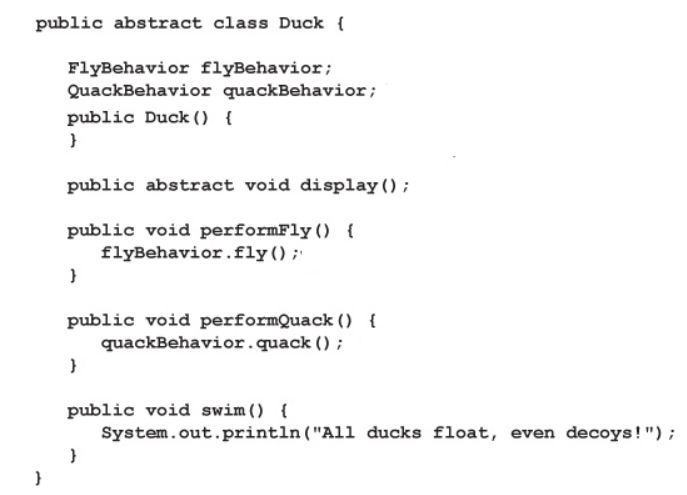 public abstract class Duck {
FlyBehavior flyBehavior;
QuackBehavior quackBehavior;
public Duck() {
}
public abstract void display();
public void performFly() {
flyBehavior.fly();
}
public void performQuack() {
quackBehavior.quack();
}
public void swim() {
System.out.println("All ducks float, even decoys!");
}
}